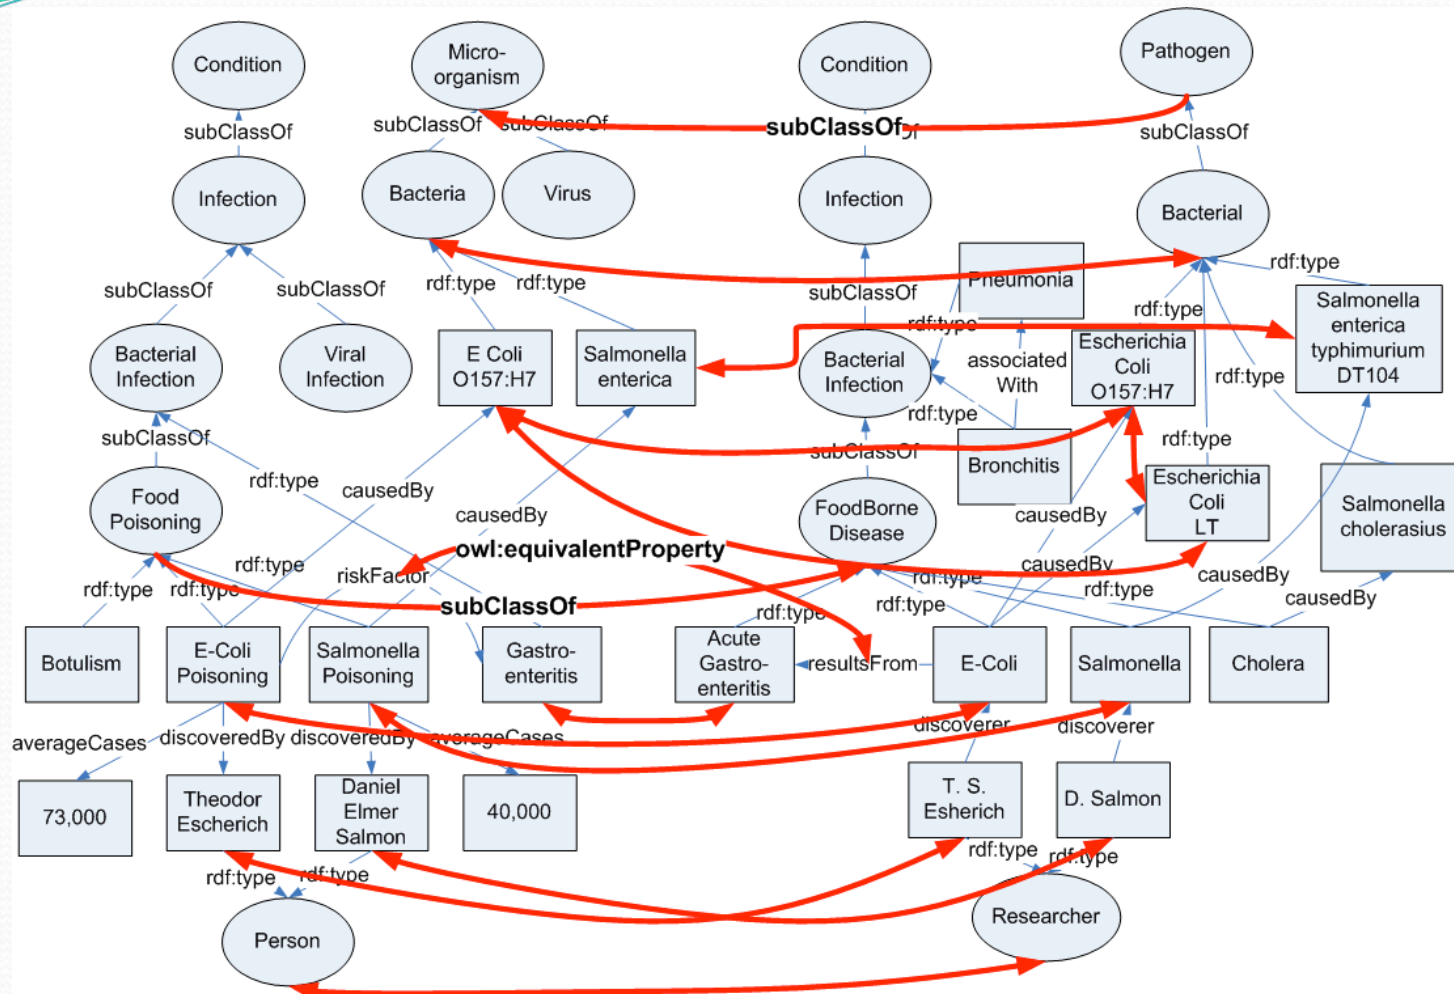 Condition
Micro-
organism
Condition
Pathogen
subClassOf
subClassOf
subClassOf
subClassOf
subClassOf
Infection
Bacteria
Virus
Infection
Bacterial
rdf:type
rdf:type
Pneumonia
rdf:type
subClassOf
subClassOf
subClassOf
rdf:type
rdf:type
Bacterial
Infection
Viral
Infection
E Coli
O157:H7
Salmonella
enterica
Bacterial
Infection
associated
With
Escherichia
Coli
O157:H7
Salmonella
enterica
typhimurium
DT104
rdf:type
rdf:type
subClassOf
subClassOf
rdf:type
rdf:type
causedBy
Bronchitis
Food
Poisoning
causedBy
FoodBorne
Disease
causedBy
Escherichia
Coli
LT
Salmonella
cholerasius
owl:equivalentProperty
rdf:type
riskFactor
causedBy
causedBy
rdf:type
rdf:type
rdf:type
rdf:type
rdf:type
causedBy
subClassOf
rdf:type
Botulism
E-Coli
Poisoning
Salmonella
Poisoning
Gastro-
enteritis
Acute
Gastro-
enteritis
resultsFrom
E-Coli
Salmonella
Cholera
averageCases
discoveredBy
discoveredBy
averageCases
discoverer
discoverer
73,000
Theodor
Escherich
Daniel
Elmer
Salmon
40,000
T. S.
Esherich
D. Salmon
rdf:type
rdf:type
rdf:type
rdf:type
Person
Researcher